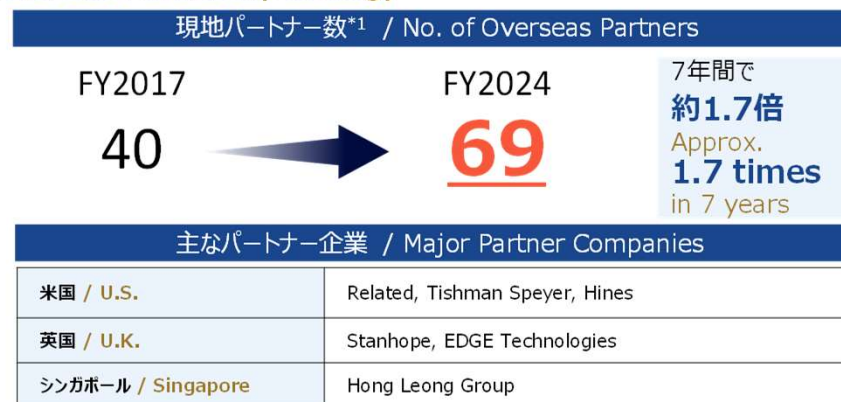 現地パートナー数*1 / No. of Overseas Partners
FY2017
FY2024
40
69
7年間で
約1.7倍
Approx.
1.7 times
in 7 years
主なパートナー企業 / Major Partner Companies
米国 / U.S. Related, Tishman Speyer, Hines
英国 / U.K. Stanhope, EDGE Technologies
シンガポール / Singapore Hong Leong Group